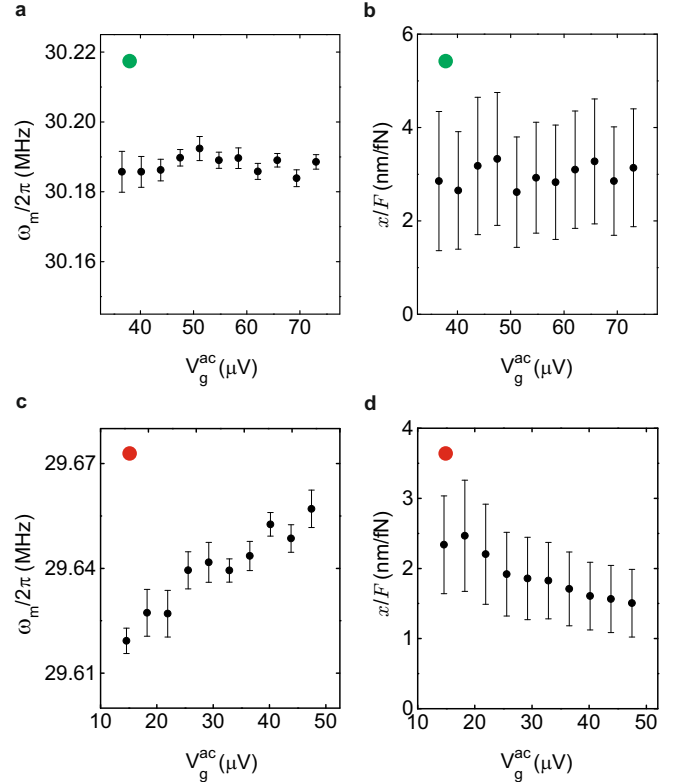 a
30.22
30.20
30.18
30.16
ω_m/2π (MHz)
40 50 60 70
V_g^ac (μV)
b
6
4
2
0
x/F (nm/fN)
40 50 60 70
V_g^ac (μV)
c
29.67
29.64
29.61
ω_m/2π (MHz)
10 20 30 40 50
V_g^ac (μV)
d
4
3
2
1
0
x/F (nm/fN)
10 20 30 40 50
V_g^ac (μV)